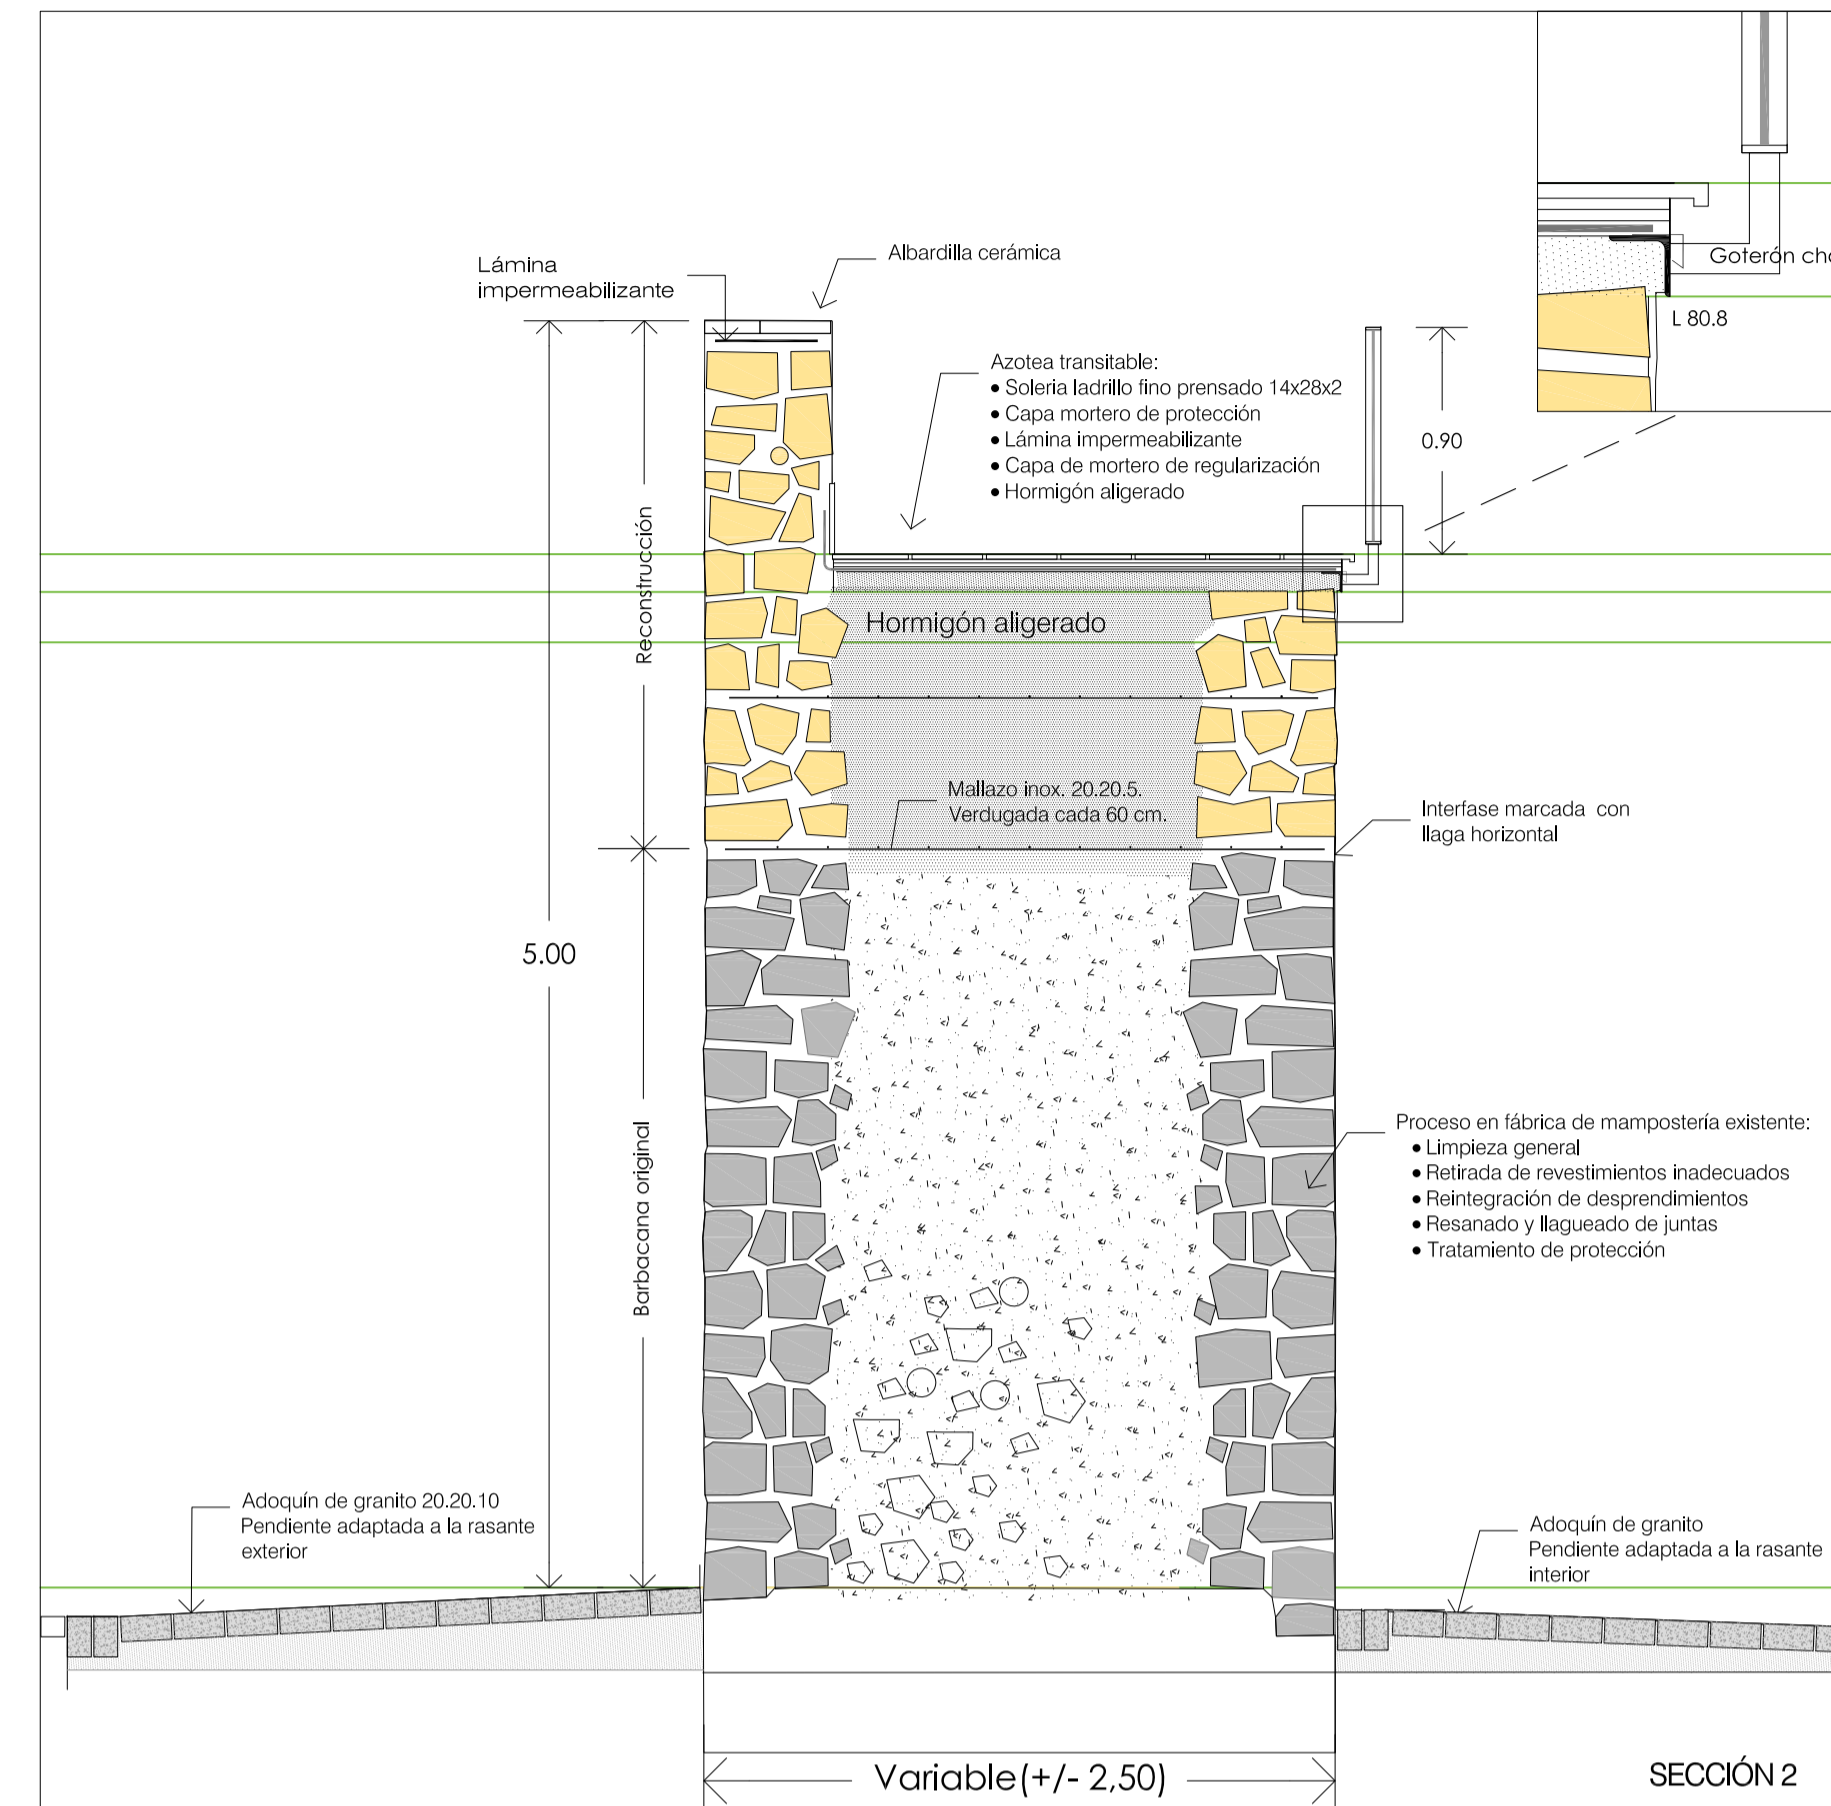 Lámina
impermeabilizante
Albardilla cerámica
Goterón
L 80.8
Azotea transitable:
• Soleria ladrillo fino prensado 14x28x2
• Capa mortero de protección
• Lámina impermeabilizante
• Capa de mortero de regularización
• Hormigón aligerado
0.90
Reconstrucción
Hormigón aligerado
Mallazo inox. 20.20.5.
Verdugada cada 60 cm.
Interfase marcada con
llaga horizontal
5.00
Barbacana original
Proceso en fábrica de mampostería existente:
• Limpieza general
• Retirada de revestimientos inadecuados
• Reintegración de desprendimientos
• Resanado y llagueado de juntas
• Tratamiento de protección
Adoquín de granito 20.20.10
Pendiente adaptada a la rasante
exterior
Adoquín de granito
Pendiente adaptada a la rasante
interior
Variable(+/- 2,50)
SECCIÓN 2